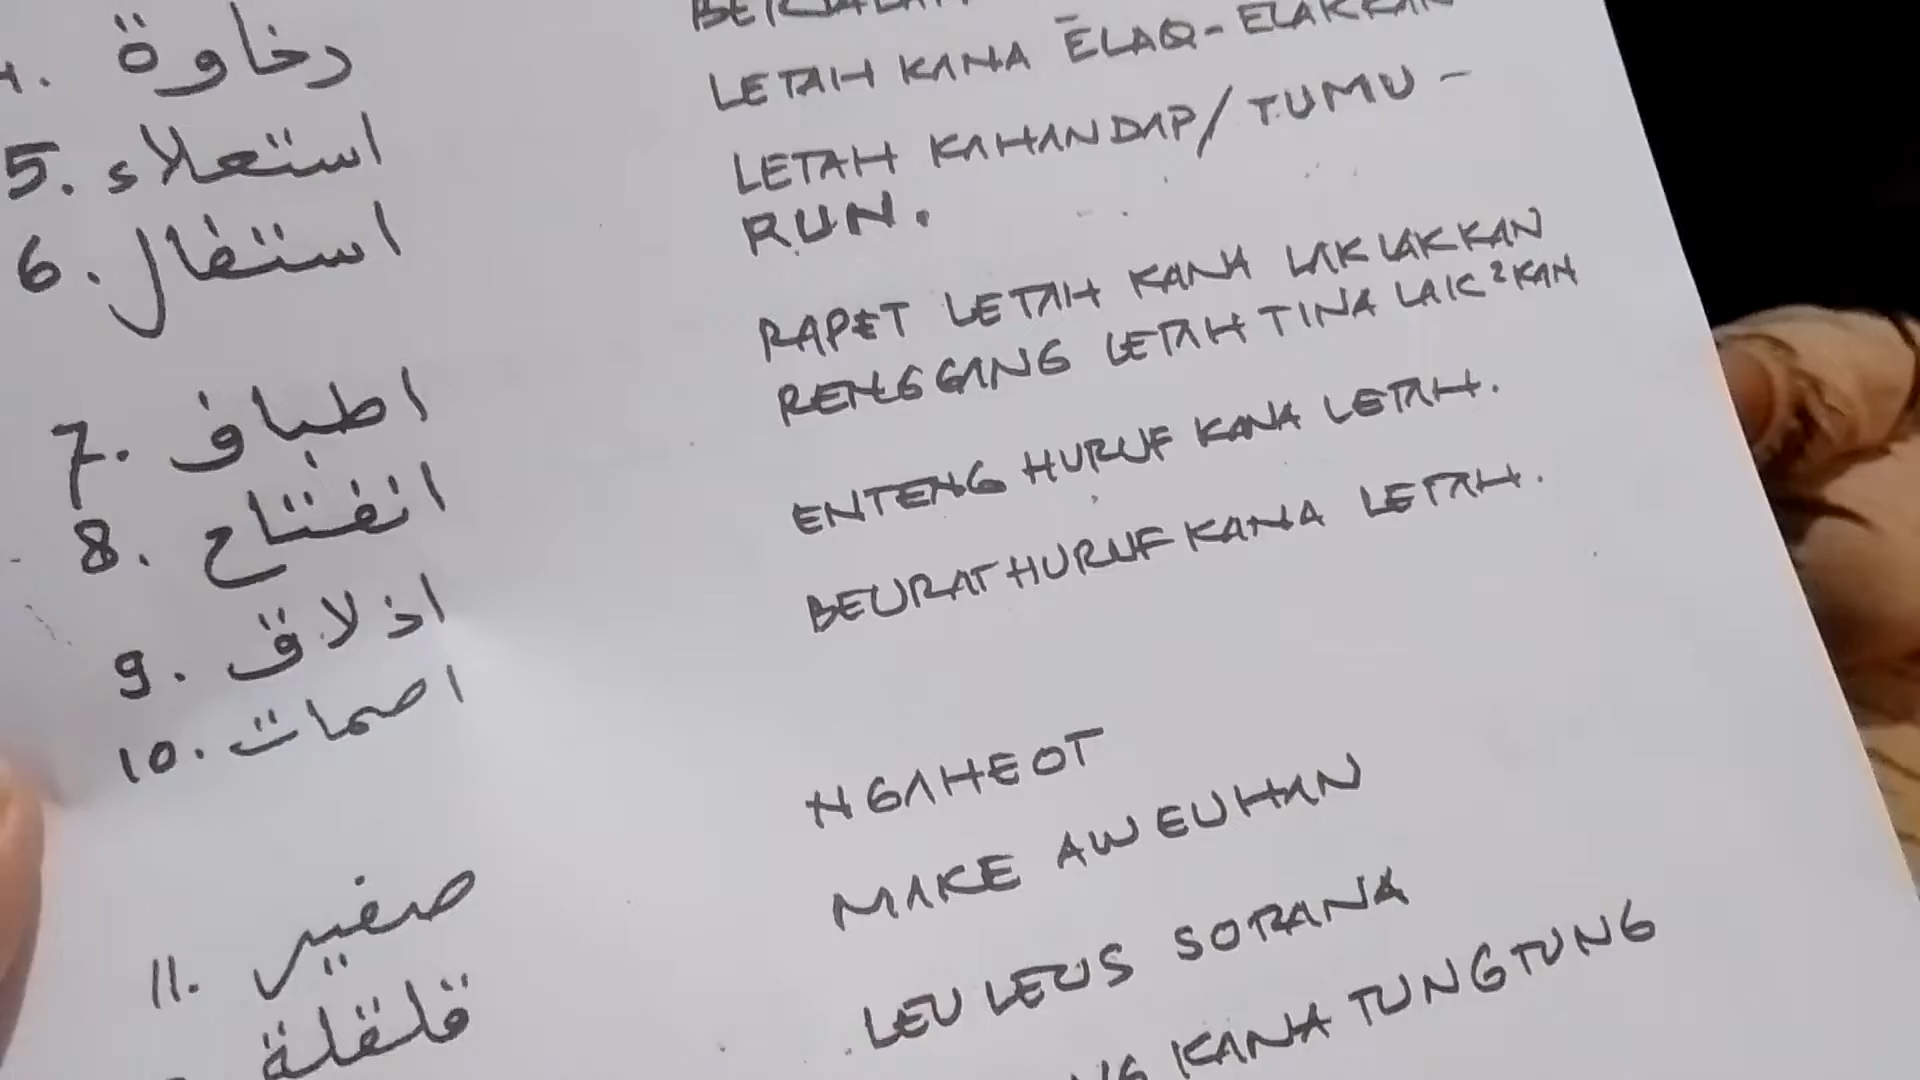 4. رخاوة BERJALAN
5. استعلاء LETAH KANA ĒLAQ-ELAKKAN
6. استفال LETAH KAHANDAP/TUMU-
RUN.
7. اطباق RAPET LETAH KANA LAKLAKKAN
8. انفتاح RENGGANG LETAH TINA LAK²KAN
9. اذلاق ENTENG HURUF KANA LETAH.
10. اصمات BEURAT HURUF KANA LETAH.
11. صفير NGAHEOT
قلقلة MAKE AWEUHAN
LEULEUS SORANA
KANA TUNGTUNG